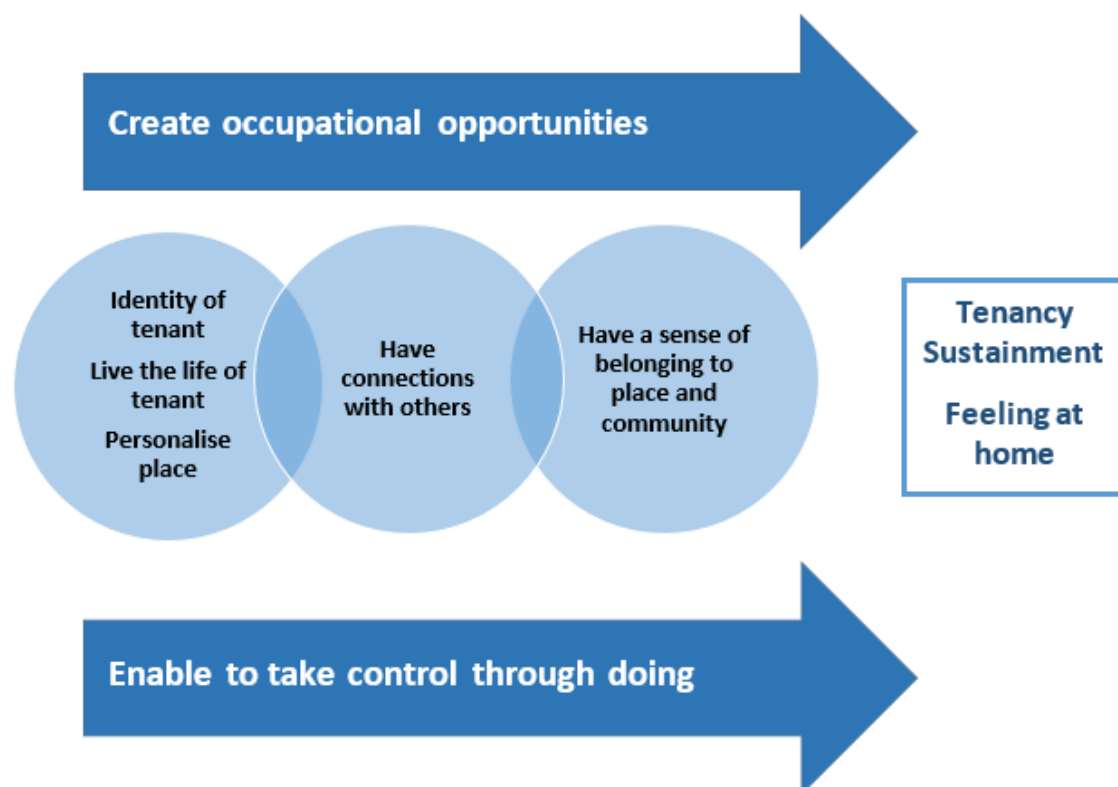 Create occupational opportunities
Identity of
tenant
Live the life of
tenant
Personalise
place
Have
connections
with others
Have a sense of
belonging to
place and
community
Tenancy
Sustainment
Feeling at
home
Enable to take control through doing